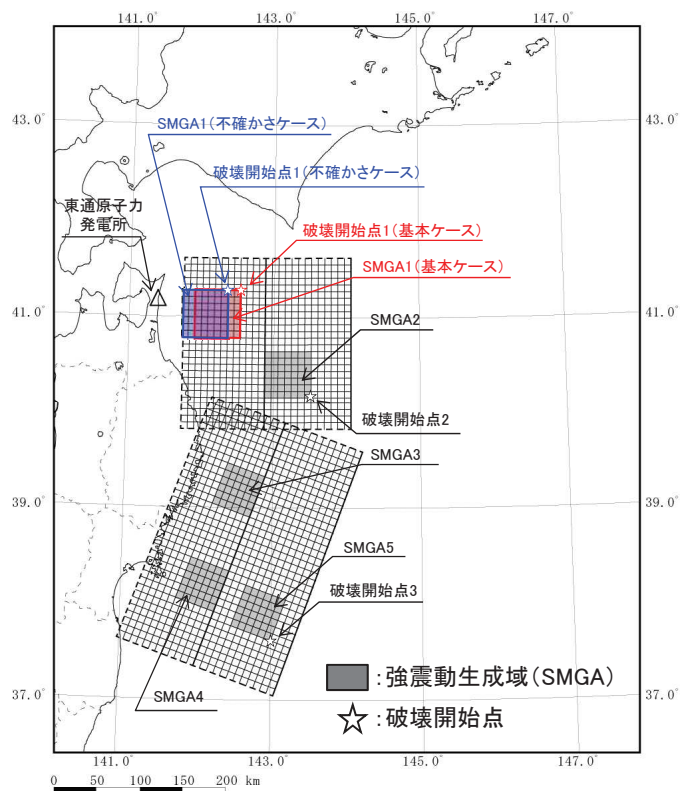 141.0° 143.0° 145.0° 147.0°
43.0° 43.0°
SMGA1(不確かさケース)
破壊開始点1(不確かさケース)
東通原子力
発電所
破壊開始点1(基本ケース)
SMGA1(基本ケース)
41.0° 41.0°
SMGA2
破壊開始点2
SMGA3
39.0° 39.0°
SMGA5
破壊開始点3
:強震動生成域(SMGA)
SMGA4
37.0° 37.0°
:破壊開始点
141.0° 143.0° 145.0° 147.0°
0 50 100 150 200 km